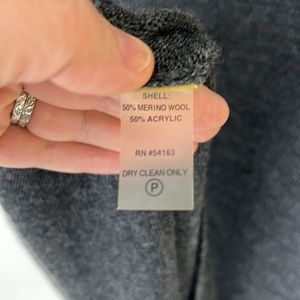 SHELL:
50% MERINO WOOL
50% ACRYLIC
RN #54163
DRY CLEAN ONLY
P